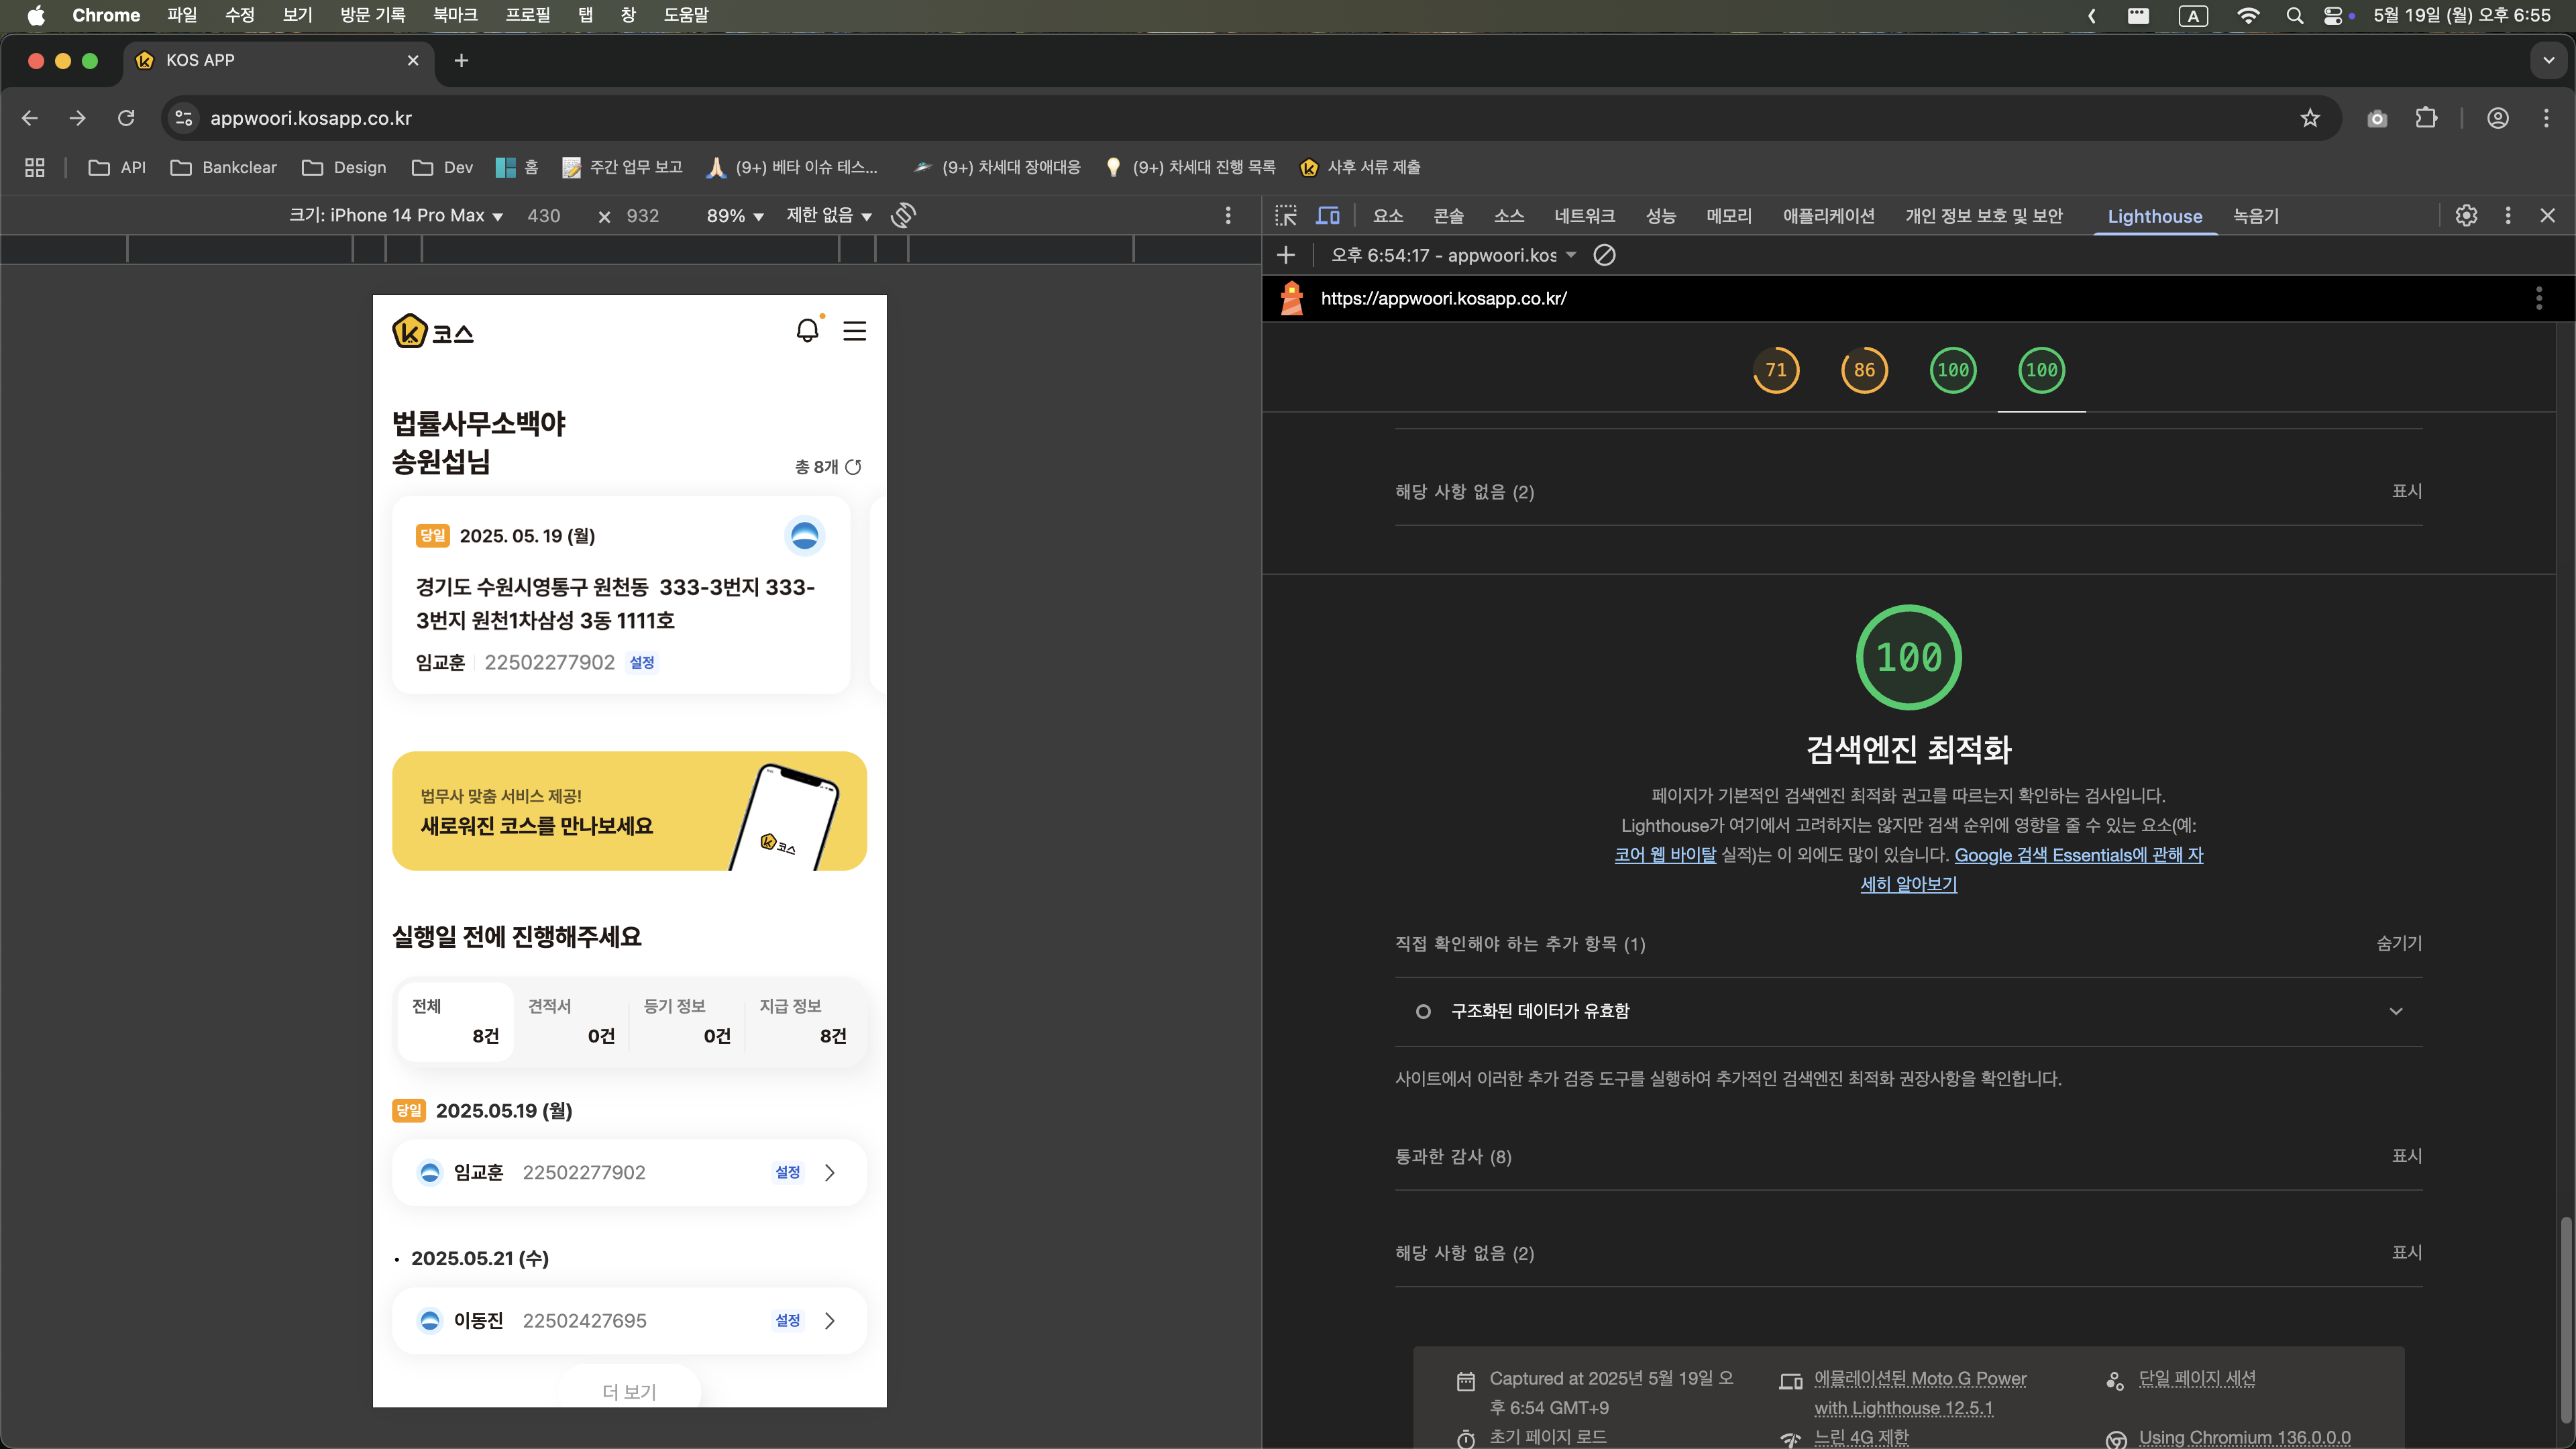 Chrome 파일 수정 보기 방문 기록 북마크 프로필 탭 창 도움말
A 5월 19일 (월) 오후 6:55
KOS APP
appwoori.kosapp.co.kr
API Bankclear Design Dev 홈 주간 업무 보고 (9+) 베타 이슈 테스... (9+) 차세대 장애대응 (9+) 차세대 진행 목록 사후 서류 제출
크기: iPhone 14 Pro Max 430 × 932 89% 제한 없음
요소 콘솔 소스 네트워크 성능 메모리 애플리케이션 개인 정보 보호 및 보안 Lighthouse 녹음기
오후 6:54:17 - appwoori.kos
https://appwoori.kosapp.co.kr/
코스
법률사무소백야
송원섭님
총 8개
당일 2025. 05. 19 (월)
경기도 수원시영통구 원천동 333-3번지 333-
3번지 원천1차삼성 3동 1111호
임교훈 22502277902 설정
법무사 맞춤 서비스 제공!
새로워진 코스를 만나보세요
코스
실행일 전에 진행해주세요
전체 견적서 등기 정보 지급 정보
8건 0건 0건 8건
당일 2025.05.19 (월)
임교훈 22502277902 설정
• 2025.05.21 (수)
이동진 22502427695 설정
더 보기
71 86 100 100
해당 사항 없음 (2) 표시
100
검색엔진 최적화
페이지가 기본적인 검색엔진 최적화 권고를 따르는지 확인하는 검사입니다.
Lighthouse가 여기에서 고려하지는 않지만 검색 순위에 영향을 줄 수 있는 요소(예:
코어 웹 바이탈 실적)는 이 외에도 많이 있습니다. Google 검색 Essentials에 관해 자
세히 알아보기
직접 확인해야 하는 추가 항목 (1) 숨기기
구조화된 데이터가 유효함
사이트에서 이러한 추가 검증 도구를 실행하여 추가적인 검색엔진 최적화 권장사항을 확인합니다.
통과한 감사 (8) 표시
해당 사항 없음 (2) 표시
Captured at 2025년 5월 19일 오
후 6:54 GMT+9
에뮬레이션된 Moto G Power
with Lighthouse 12.5.1
단일 페이지 세션
초기 페이지 로드
느린 4G 제한
Using Chromium 136.0.0.0